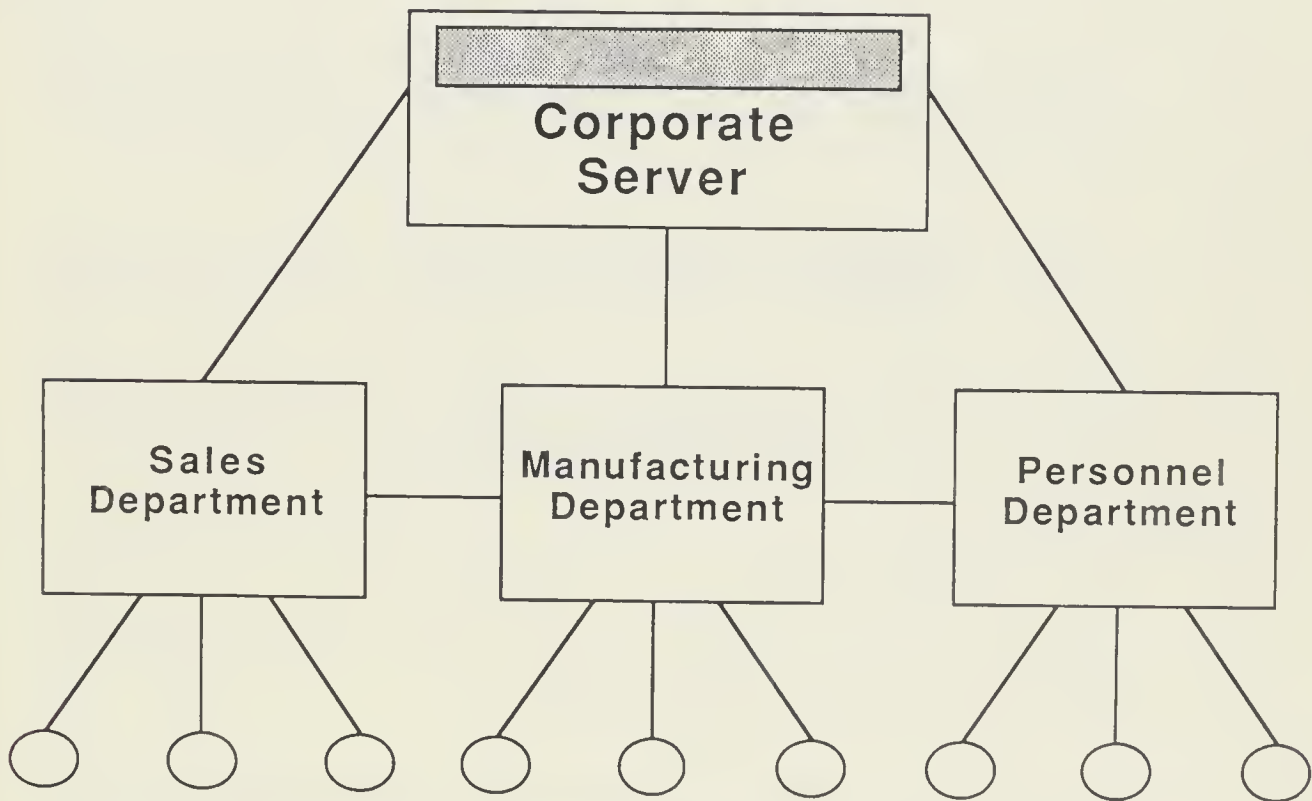 Corporate
Server
Sales
Department
Manufacturing
Department
Personnel
Department